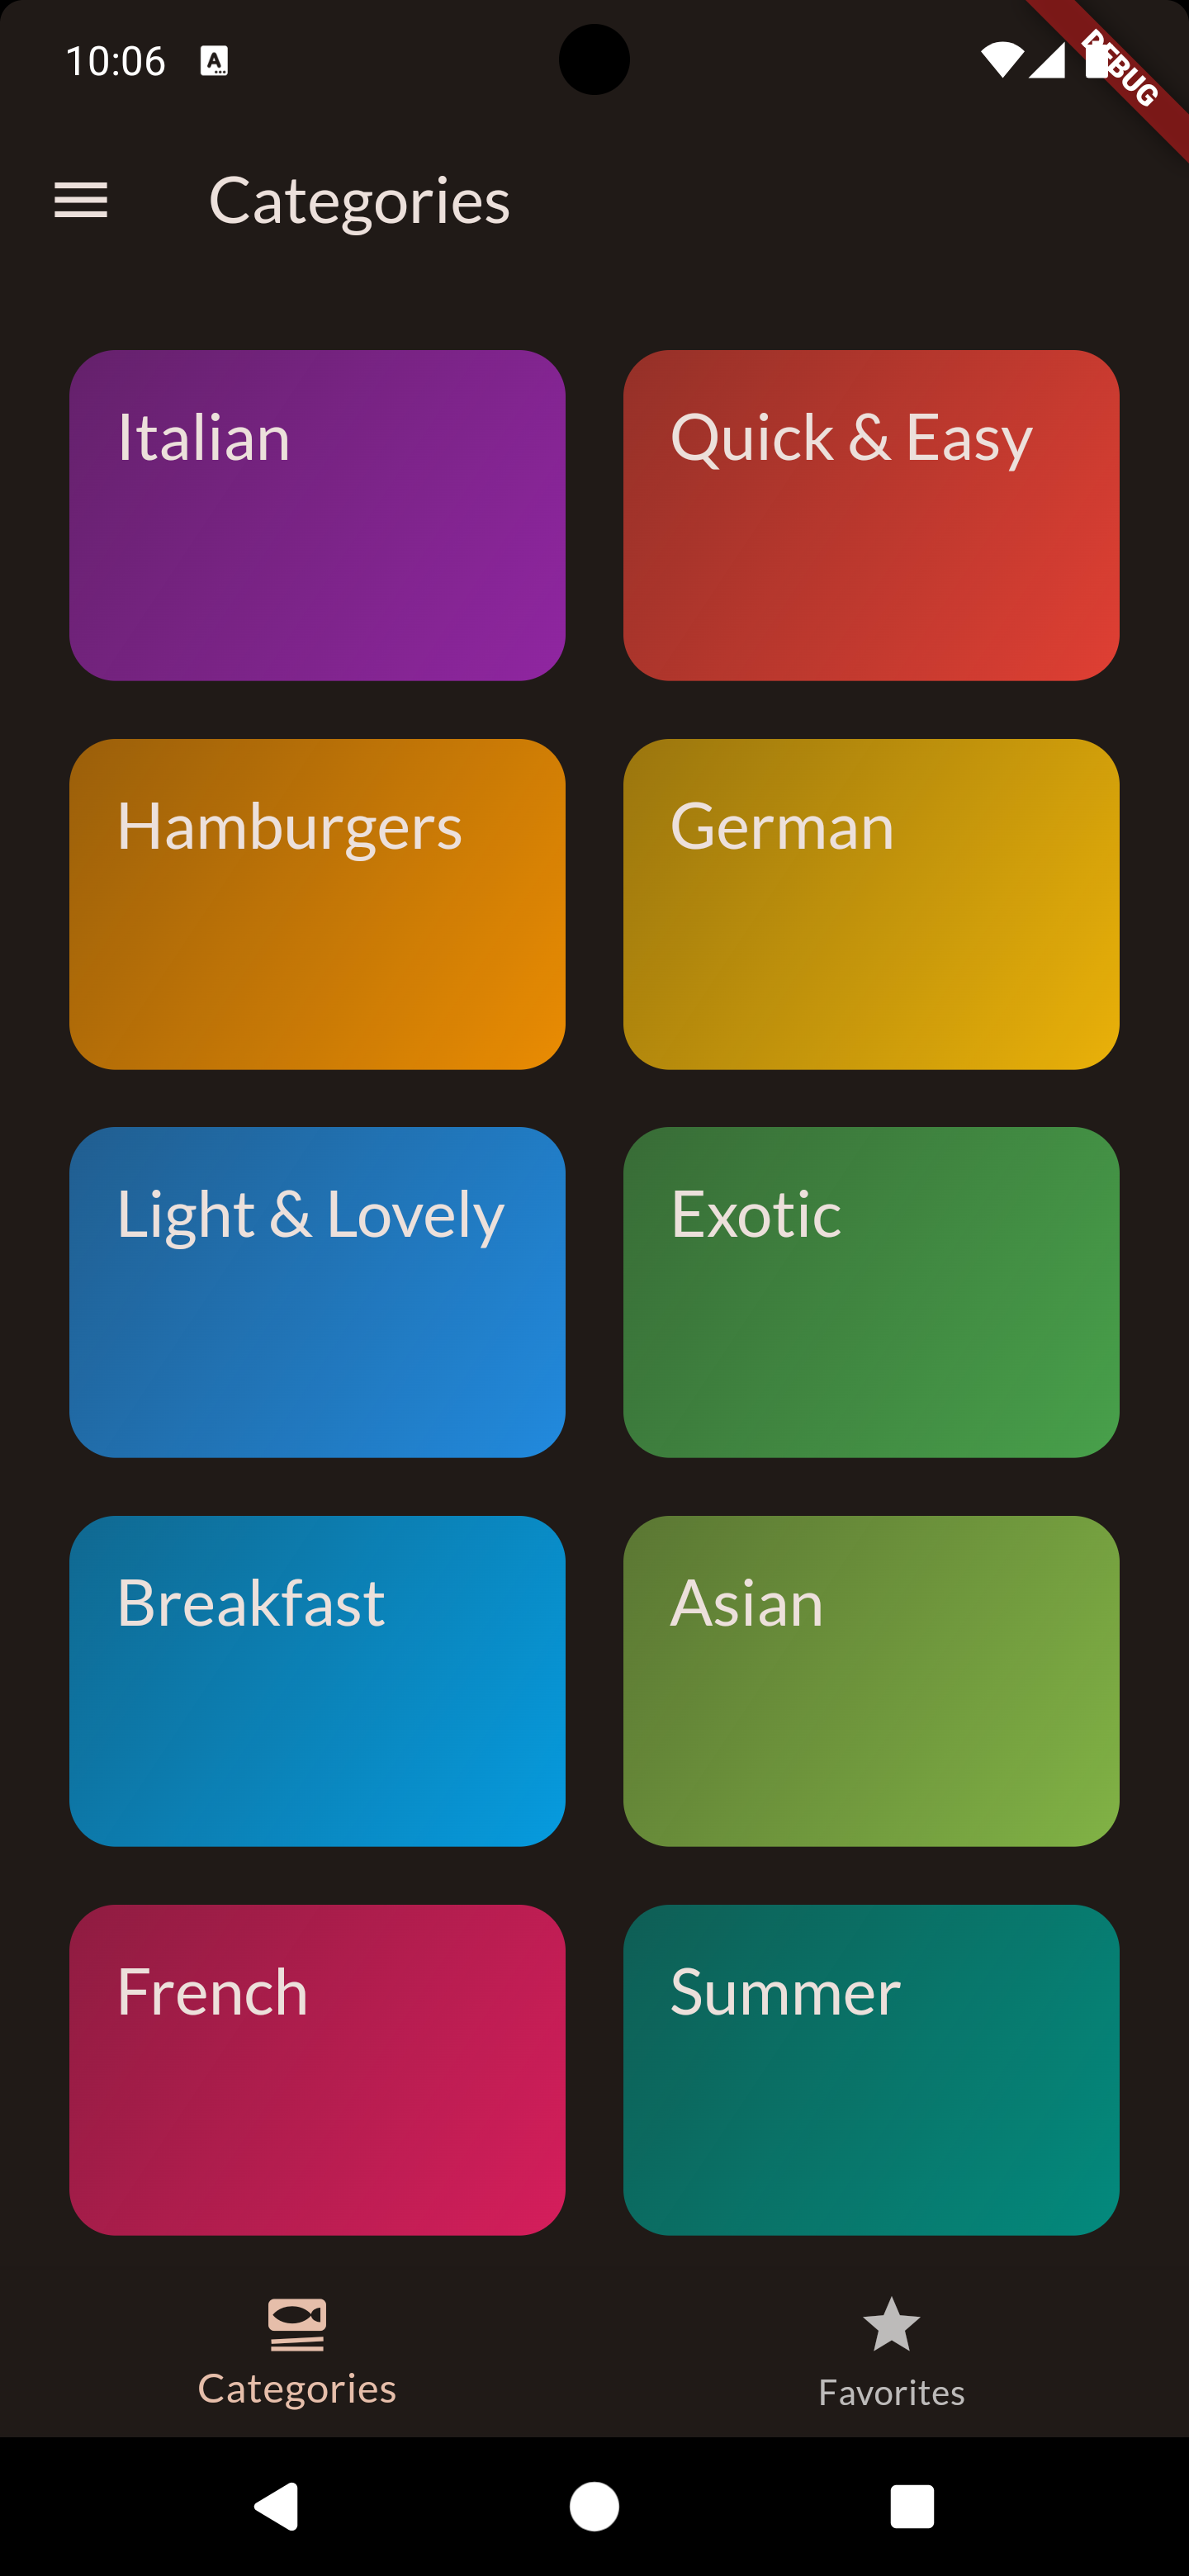 10:06
DEBUG
Categories
Italian
Quick & Easy
Hamburgers
German
Light & Lovely
Exotic
Breakfast
Asian
French
Summer
Categories
Favorites